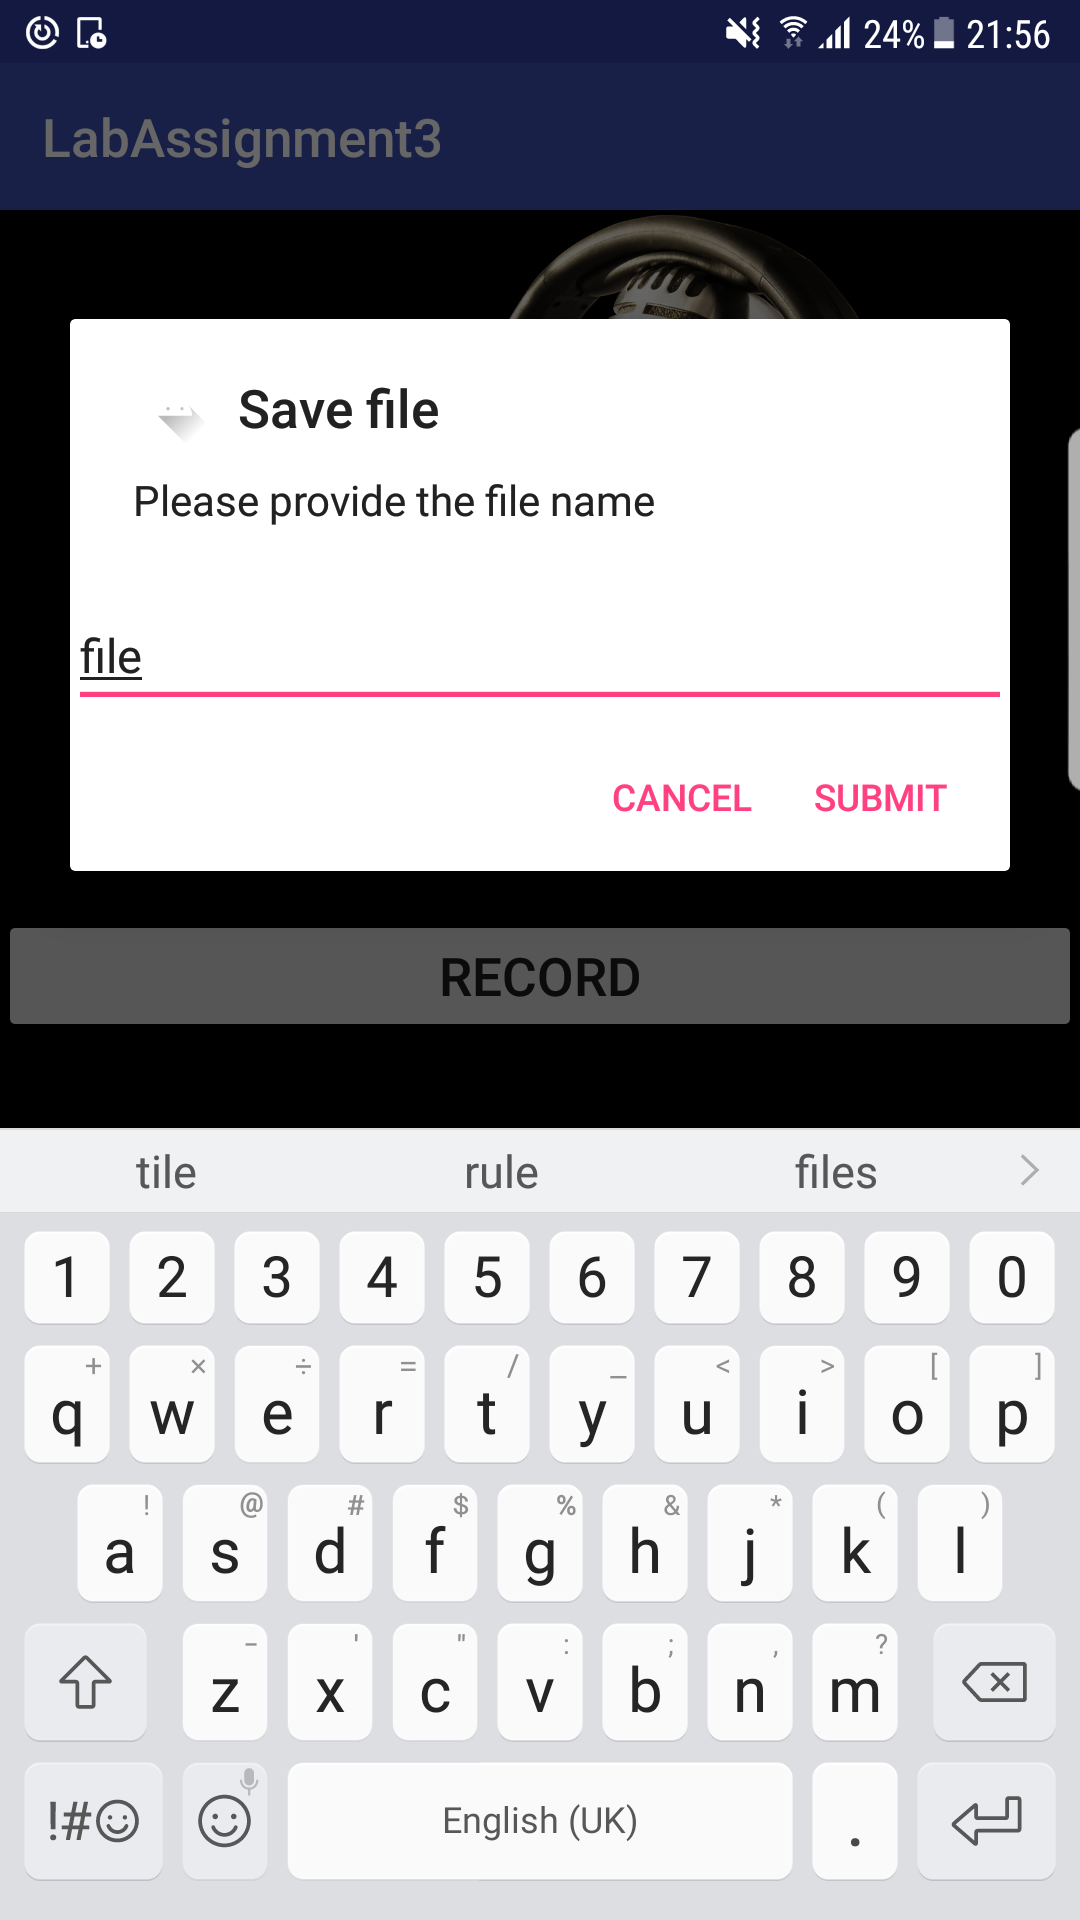 24% 21:56
LabAssignment3
Save file
Please provide the file name
file
CANCEL SUBMIT
RECORD
tile rule files
1 2 3 4 5 6 7 8 9 0
+ × ÷ = / _ < > [ ]
q w e r t y u i o p
! @ # $ % & * ( )
a s d f g h j k l
- ' " : ; , ?
z x c v b n m
!#☺ English (UK) .